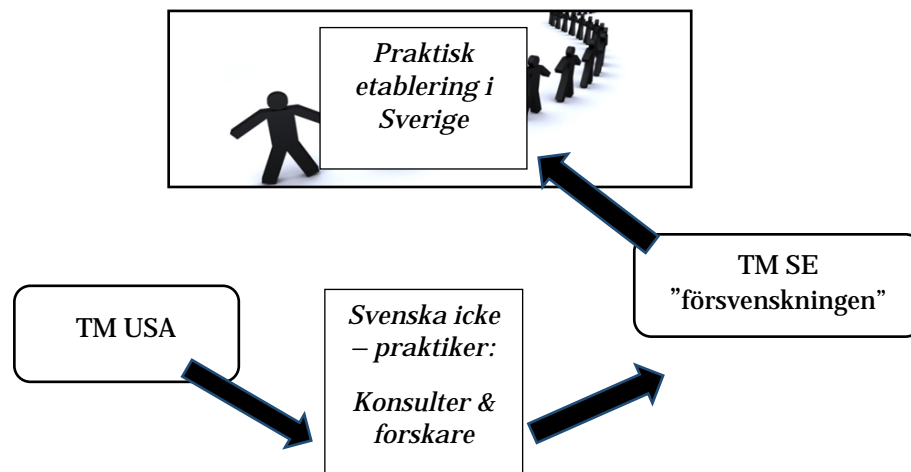 Praktisk
etablering i
Sverige
TM SE
”försvenskningen”
TM USA
Svenska icke
– praktiker:
Konsulter &
forskare